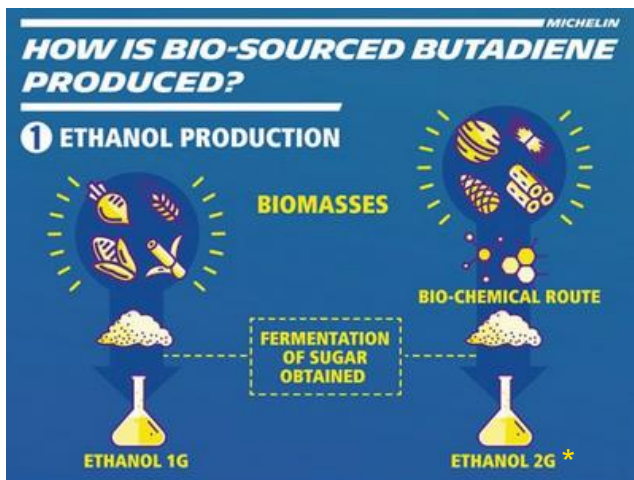 MICHELIN
HOW IS BIO-SOURCED BUTADIENE
PRODUCED?
1 ETHANOL PRODUCTION
BIOMASSES
BIO-CHEMICAL ROUTE
FERMENTATION
OF SUGAR
OBTAINED
ETHANOL 1G
ETHANOL 2G *